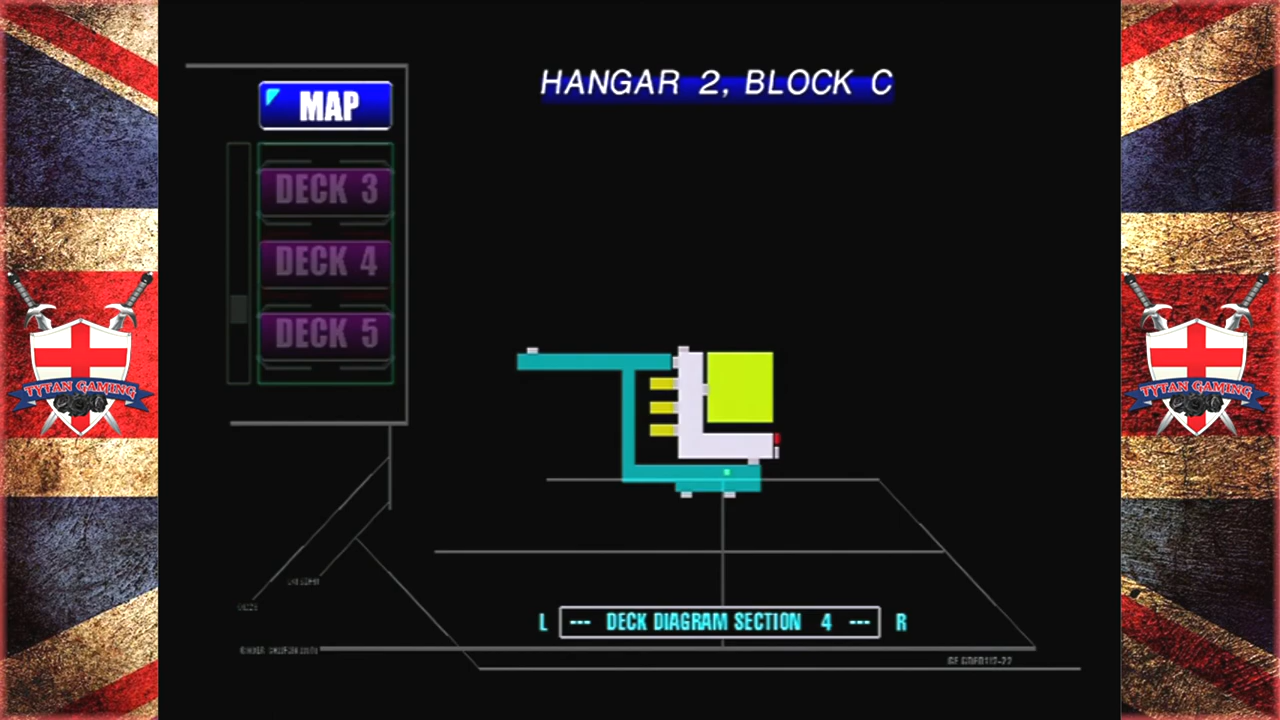 HANGAR 2, BLOCK C
MAP
DECK 3
DECK 4
DECK 5
TYTAN GAMING
TYTAN GAMING
L --- DECK DIAGRAM SECTION 4 --- R